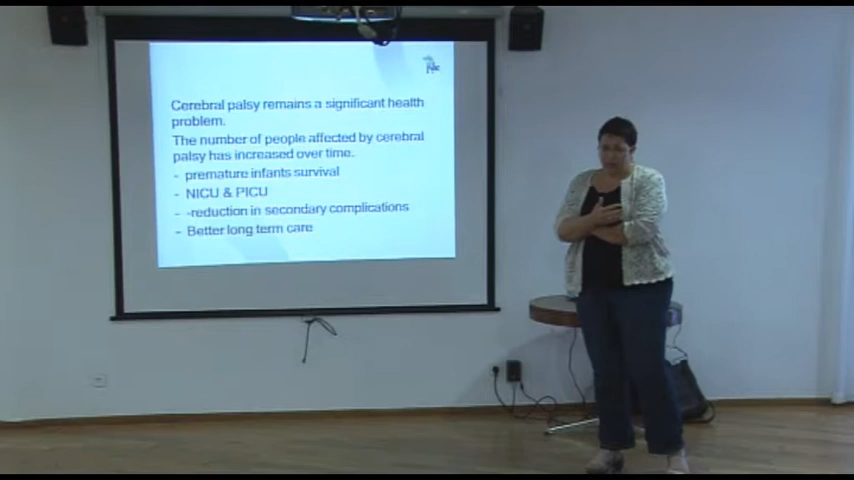 Cerebral palsy remains a significant health
problem.
The number of people affected by cerebral
palsy has increased over time.
- premature infants survival
- NICU & PICU
- -reduction in secondary complications
- Better long term care